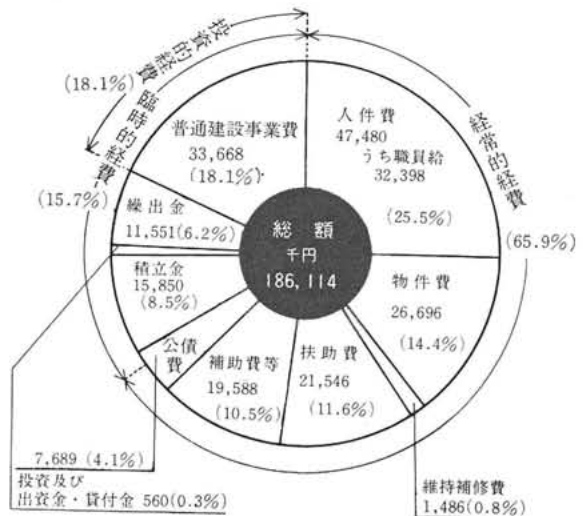 投資的経費
(18.1%)
臨時的経費
(15.7%)
経常的経費
(65.9%)
人件費
47,480
うち職員給
32,398
(25.5%)
物件費
26,696
(14.4%)
維持補修費
1,486(0.8%)
扶助費
21,546
(11.6%)
補助費等
19,588
(10.5%)
公債費
7,689 (4.1%)
積立金
15,850
(8.5%)
投資及び
出資金・貸付金 560(0.3%)
繰出金
11,551(6.2%)
普通建設事業費
33,668
(18.1%)
総額
千円
186,114